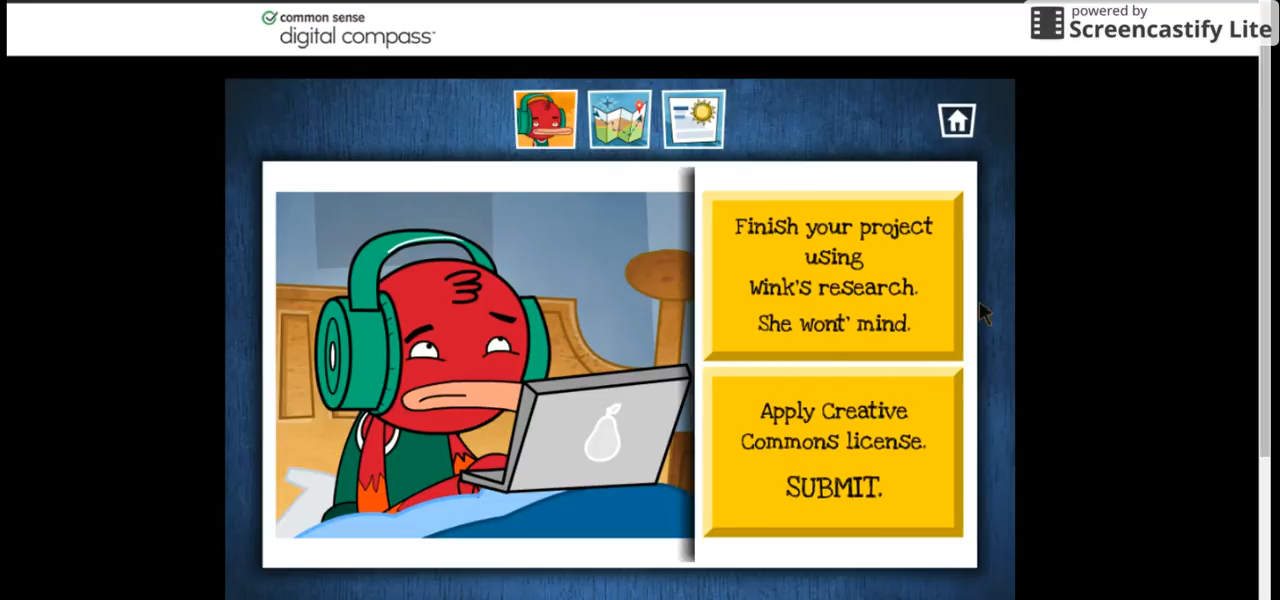 common sense
digital compass™
powered by
Screencastify Lite
Finish your project
using
Wink's research.
She wont' mind.
Apply Creative
Commons license.
SUBMIT.